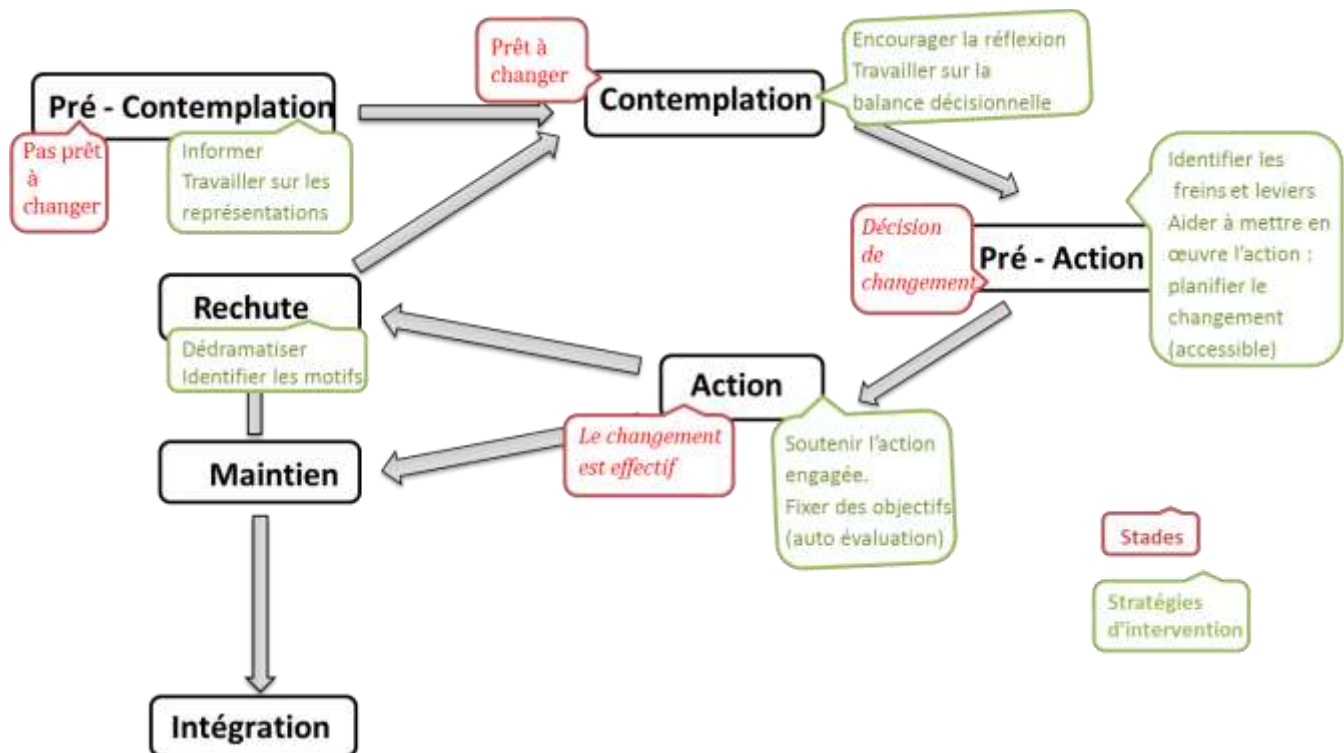 Pré - Contemplation
Pas prêt
à
changer
Informer
Travailler sur les
représentations
Prêt à
changer
Contemplation
Encourager la réflexion
Travailler sur la
balance décisionnelle
Décision
de
changement
Pré - Action
Identifier les
freins et leviers
Aider à mettre en
œuvre l'action :
planifier le
changement
(accessible)
Rechute
Dédramatiser
Identifier les motifs
Action
Le changement
est effectif
Soutenir l'action
engagée.
Fixer des objectifs
(auto évaluation)
Maintien
Intégration
Stades
Stratégies
d'intervention